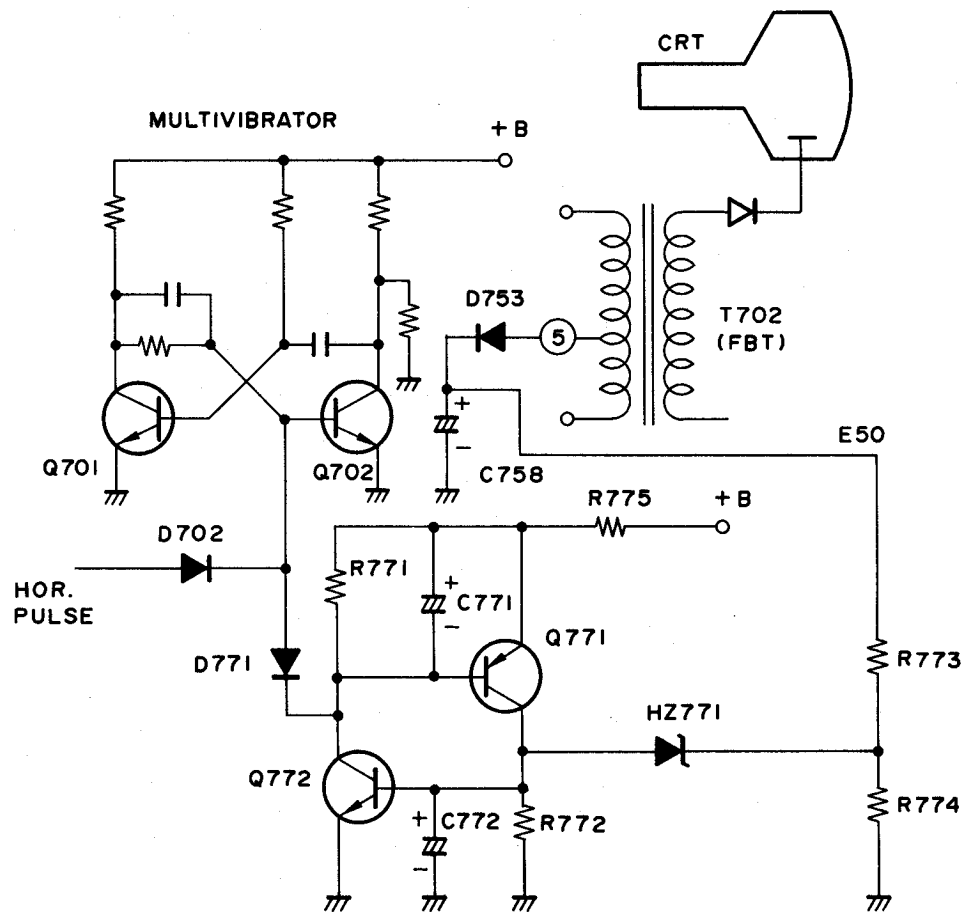 CRT
MULTIVIBRATOR
+B
D753
5
T702
(FBT)
Q701
Q702
+
-
C758
E50
R775
+B
D702
HOR.
PULSE
R771
+
-
C771
Q771
D771
R773
HZ771
Q772
+
-
C772
R772
R774